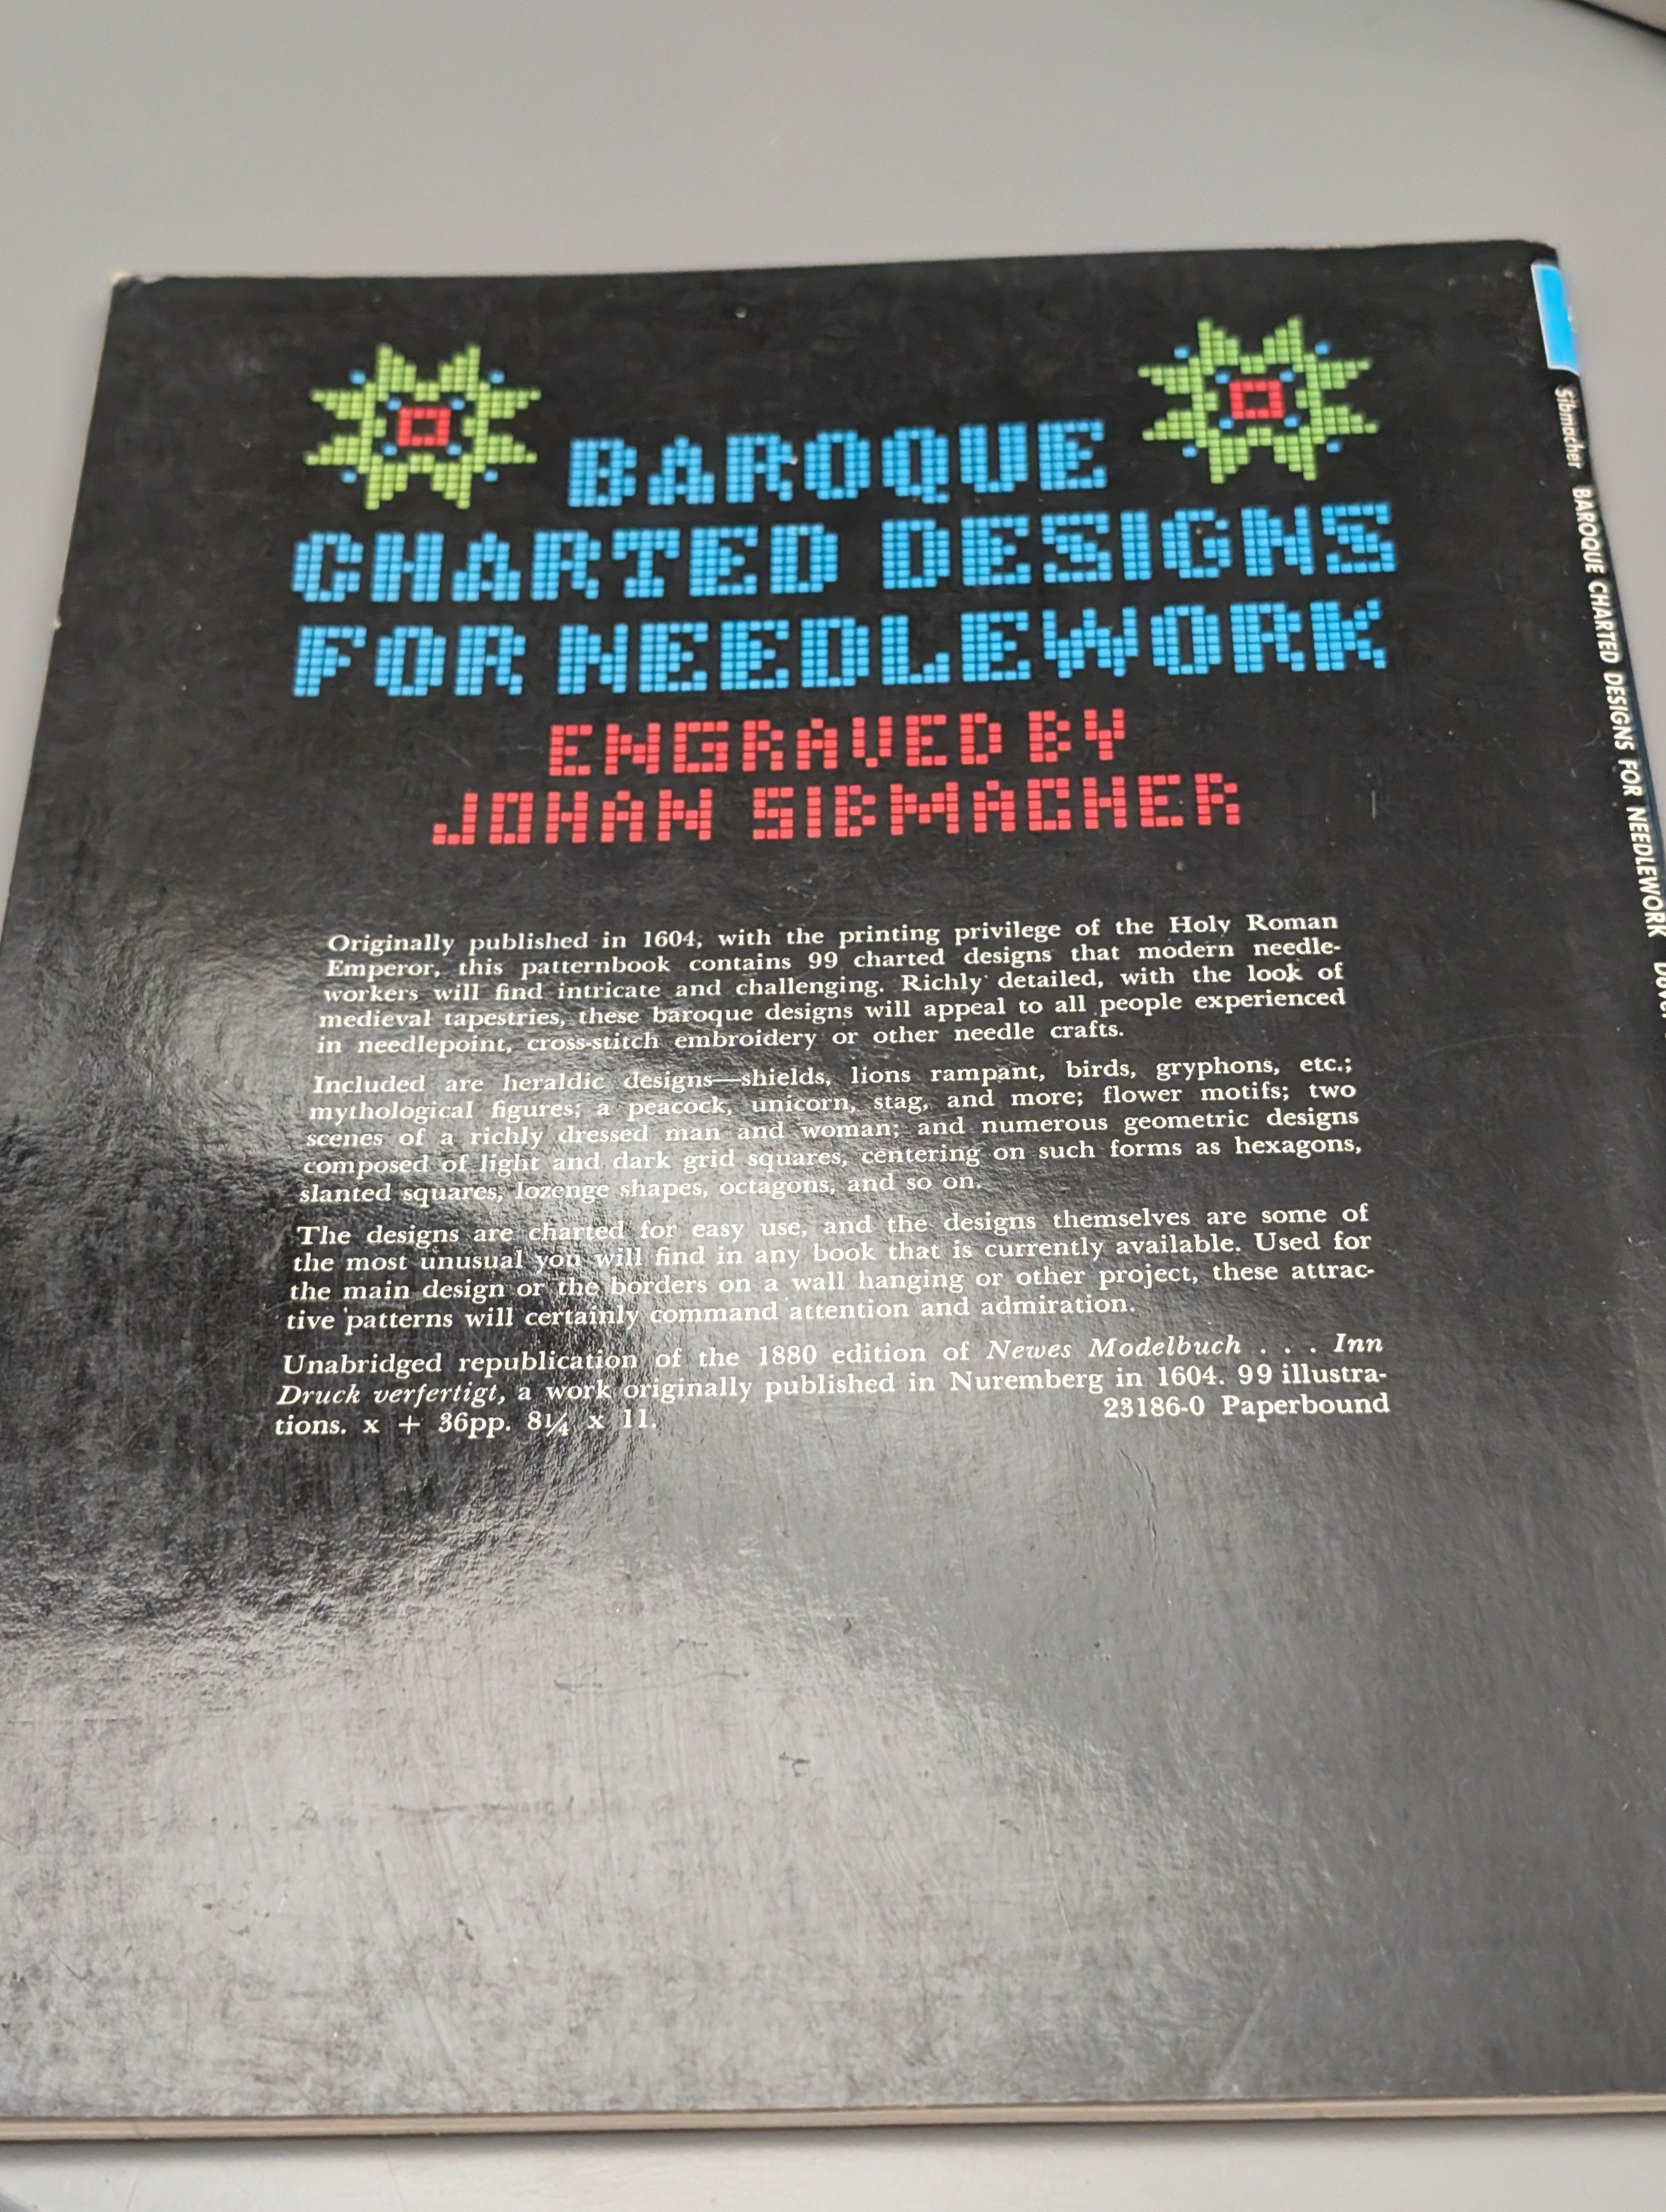 BAROQUE
CHARTED DESIGNS
FOR NEEDLEWORK
ENGRAVED BY
JOHAN SIBMACHER
Originally published in 1604, with the printing privilege of the Holy Roman
Emperor, this patternbook contains 99 charted designs that modern needle-
workers will find intricate and challenging. Richly detailed, with the look of
medieval tapestries, these baroque designs will appeal to all people experienced
in needlepoint, cross-stitch embroidery or other needle crafts.
Included are heraldic designs—shields, lions rampant, birds, gryphons, etc.;
mythological figures; a peacock, unicorn, stag, and more; flower motifs; two
scenes of a richly dressed man and woman; and numerous geometric designs
composed of light and dark grid squares, centering on such forms as hexagons,
slanted squares, lozenge shapes, octagons, and so on.
The designs are charted for easy use, and the designs themselves are some of
the most unusual you will find in any book that is currently available. Used for
the main design or the borders on a wall hanging or other project, these attrac-
tive patterns will certainly command attention and admiration.
Unabridged republication of the 1880 edition of Newes Modelbuch . . . Inn
Druck verfertigt, a work originally published in Nuremberg in 1604. 99 illustra-
tions. x + 36pp. 8¼ x 11. 23186-0 Paperbound
Sibmacher BAROQUE CHARTED DESIGNS FOR NEEDLEWORK